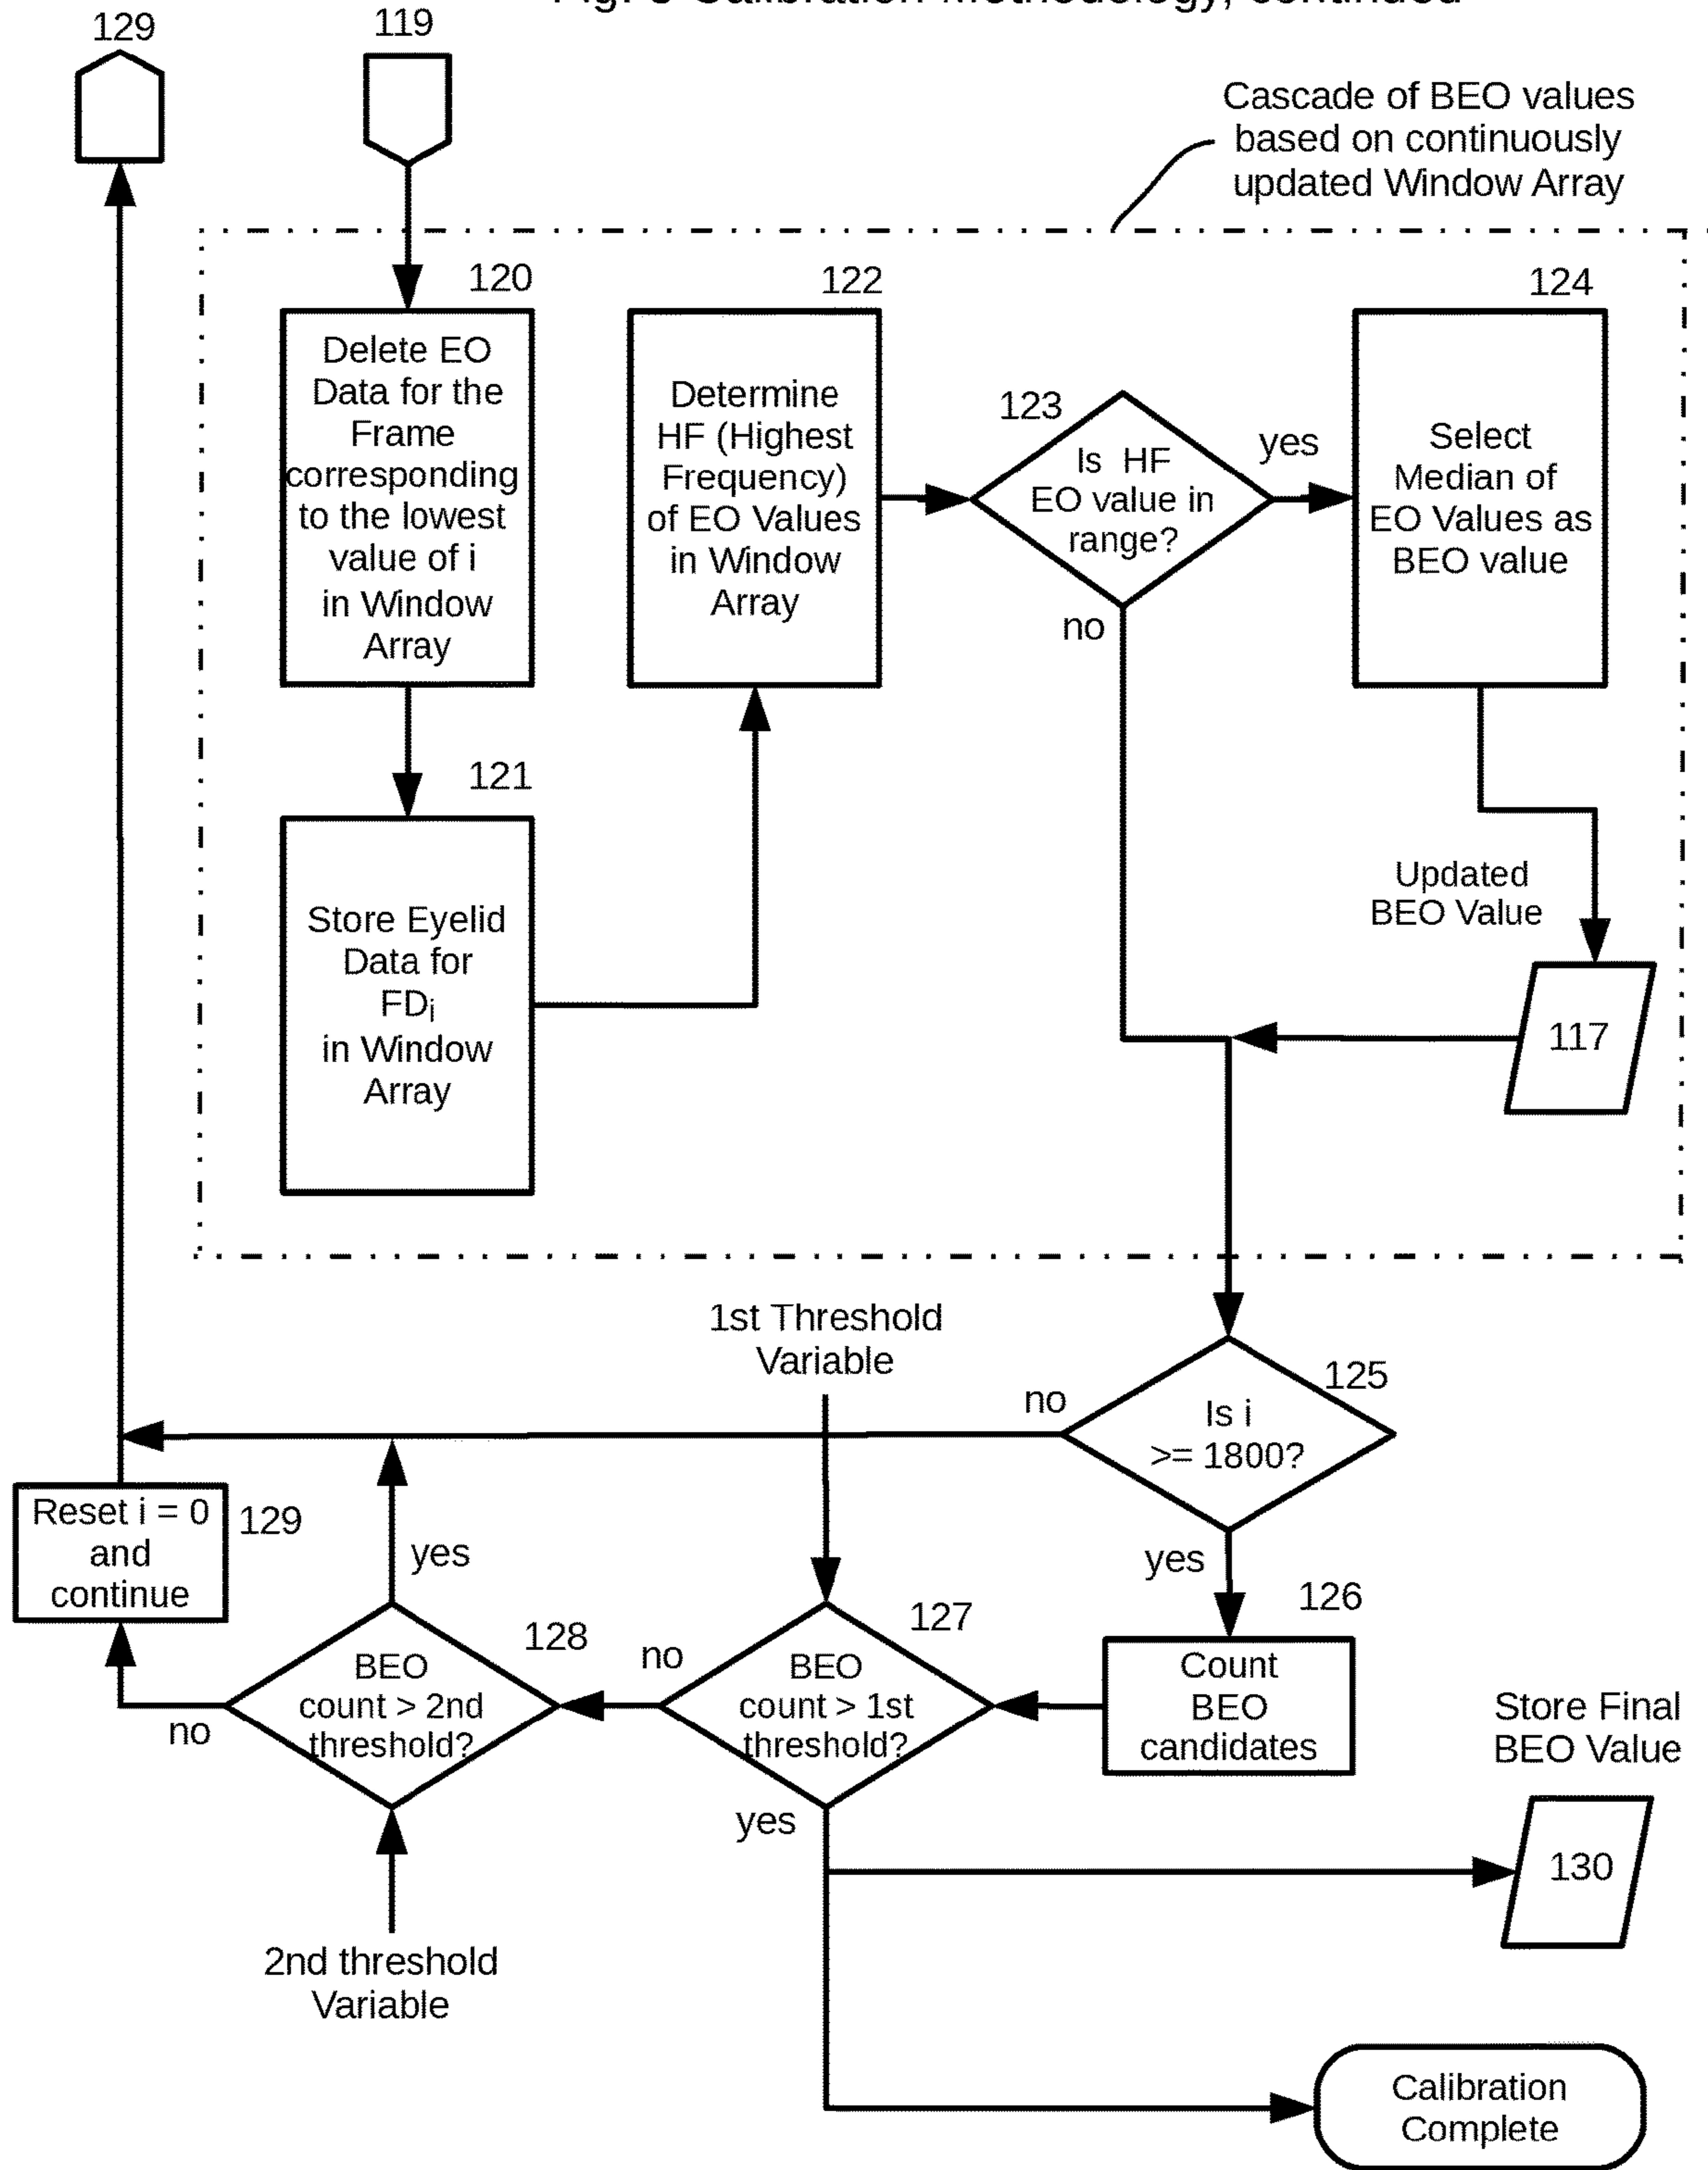 129
119
Cascade of BEO values
based on continuously
updated Window Array
120
Delete EO
Data for the
Frame
corresponding
to the lowest
value of i
in Window
Array
122
Determine
HF (Highest
Frequency)
of EO Values
in Window
Array
123
Is HF
EO value in
range?
yes
no
124
Select
Median of
EO Values as
BEO value
121
Store Eyelid
Data for
FDi
in Window
Array
Updated
BEO Value
117
1st Threshold
Variable
125
Is i
>= 1800?
no
yes
126
Count
BEO
candidates
127
BEO
count > 1st
threshold?
no
yes
128
BEO
count > 2nd
threshold?
yes
no
129
Reset i = 0
and
continue
2nd threshold
Variable
Store Final
BEO Value
130
Calibration
Complete